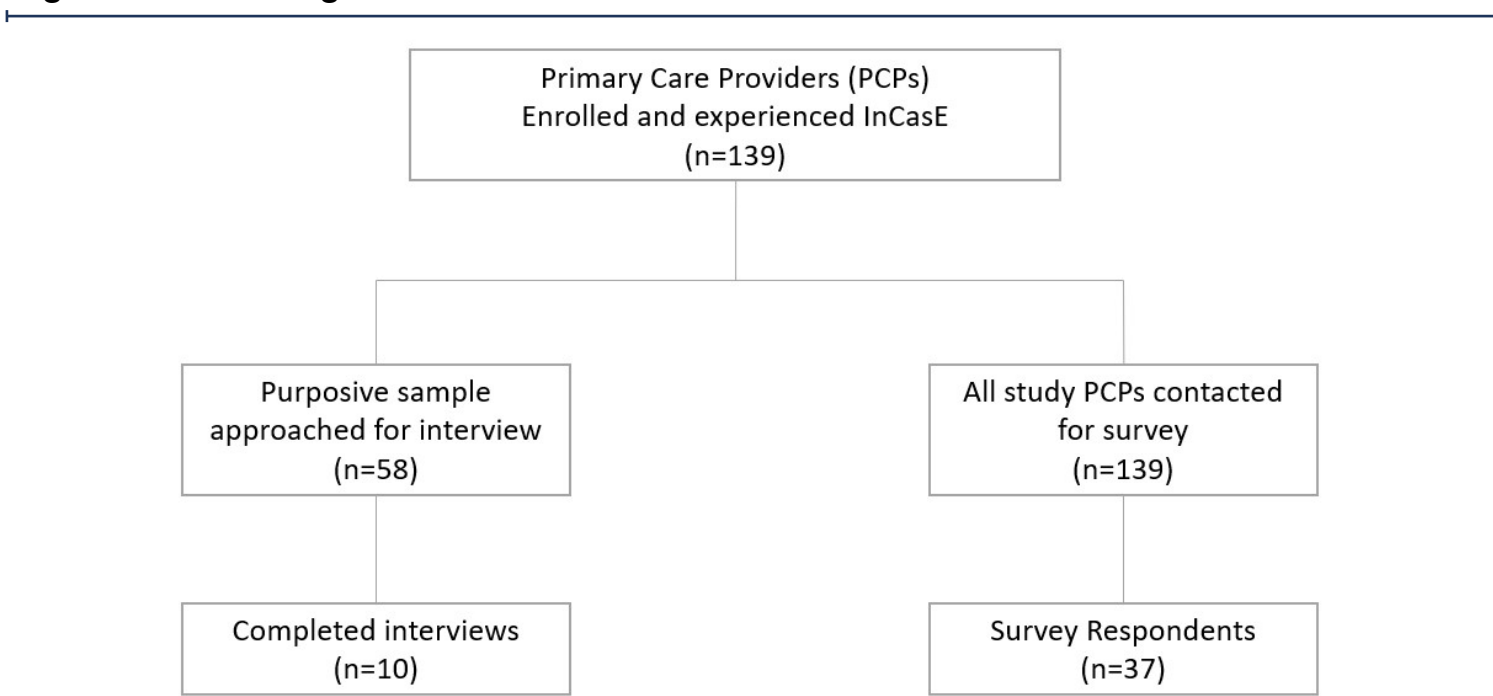 Primary Care Providers (PCPs)
Enrolled and experienced InCasE
(n=139)
Purposive sample
approached for interview
(n=58)
All study PCPs contacted
for survey
(n=139)
Completed interviews
(n=10)
Survey Respondents
(n=37)